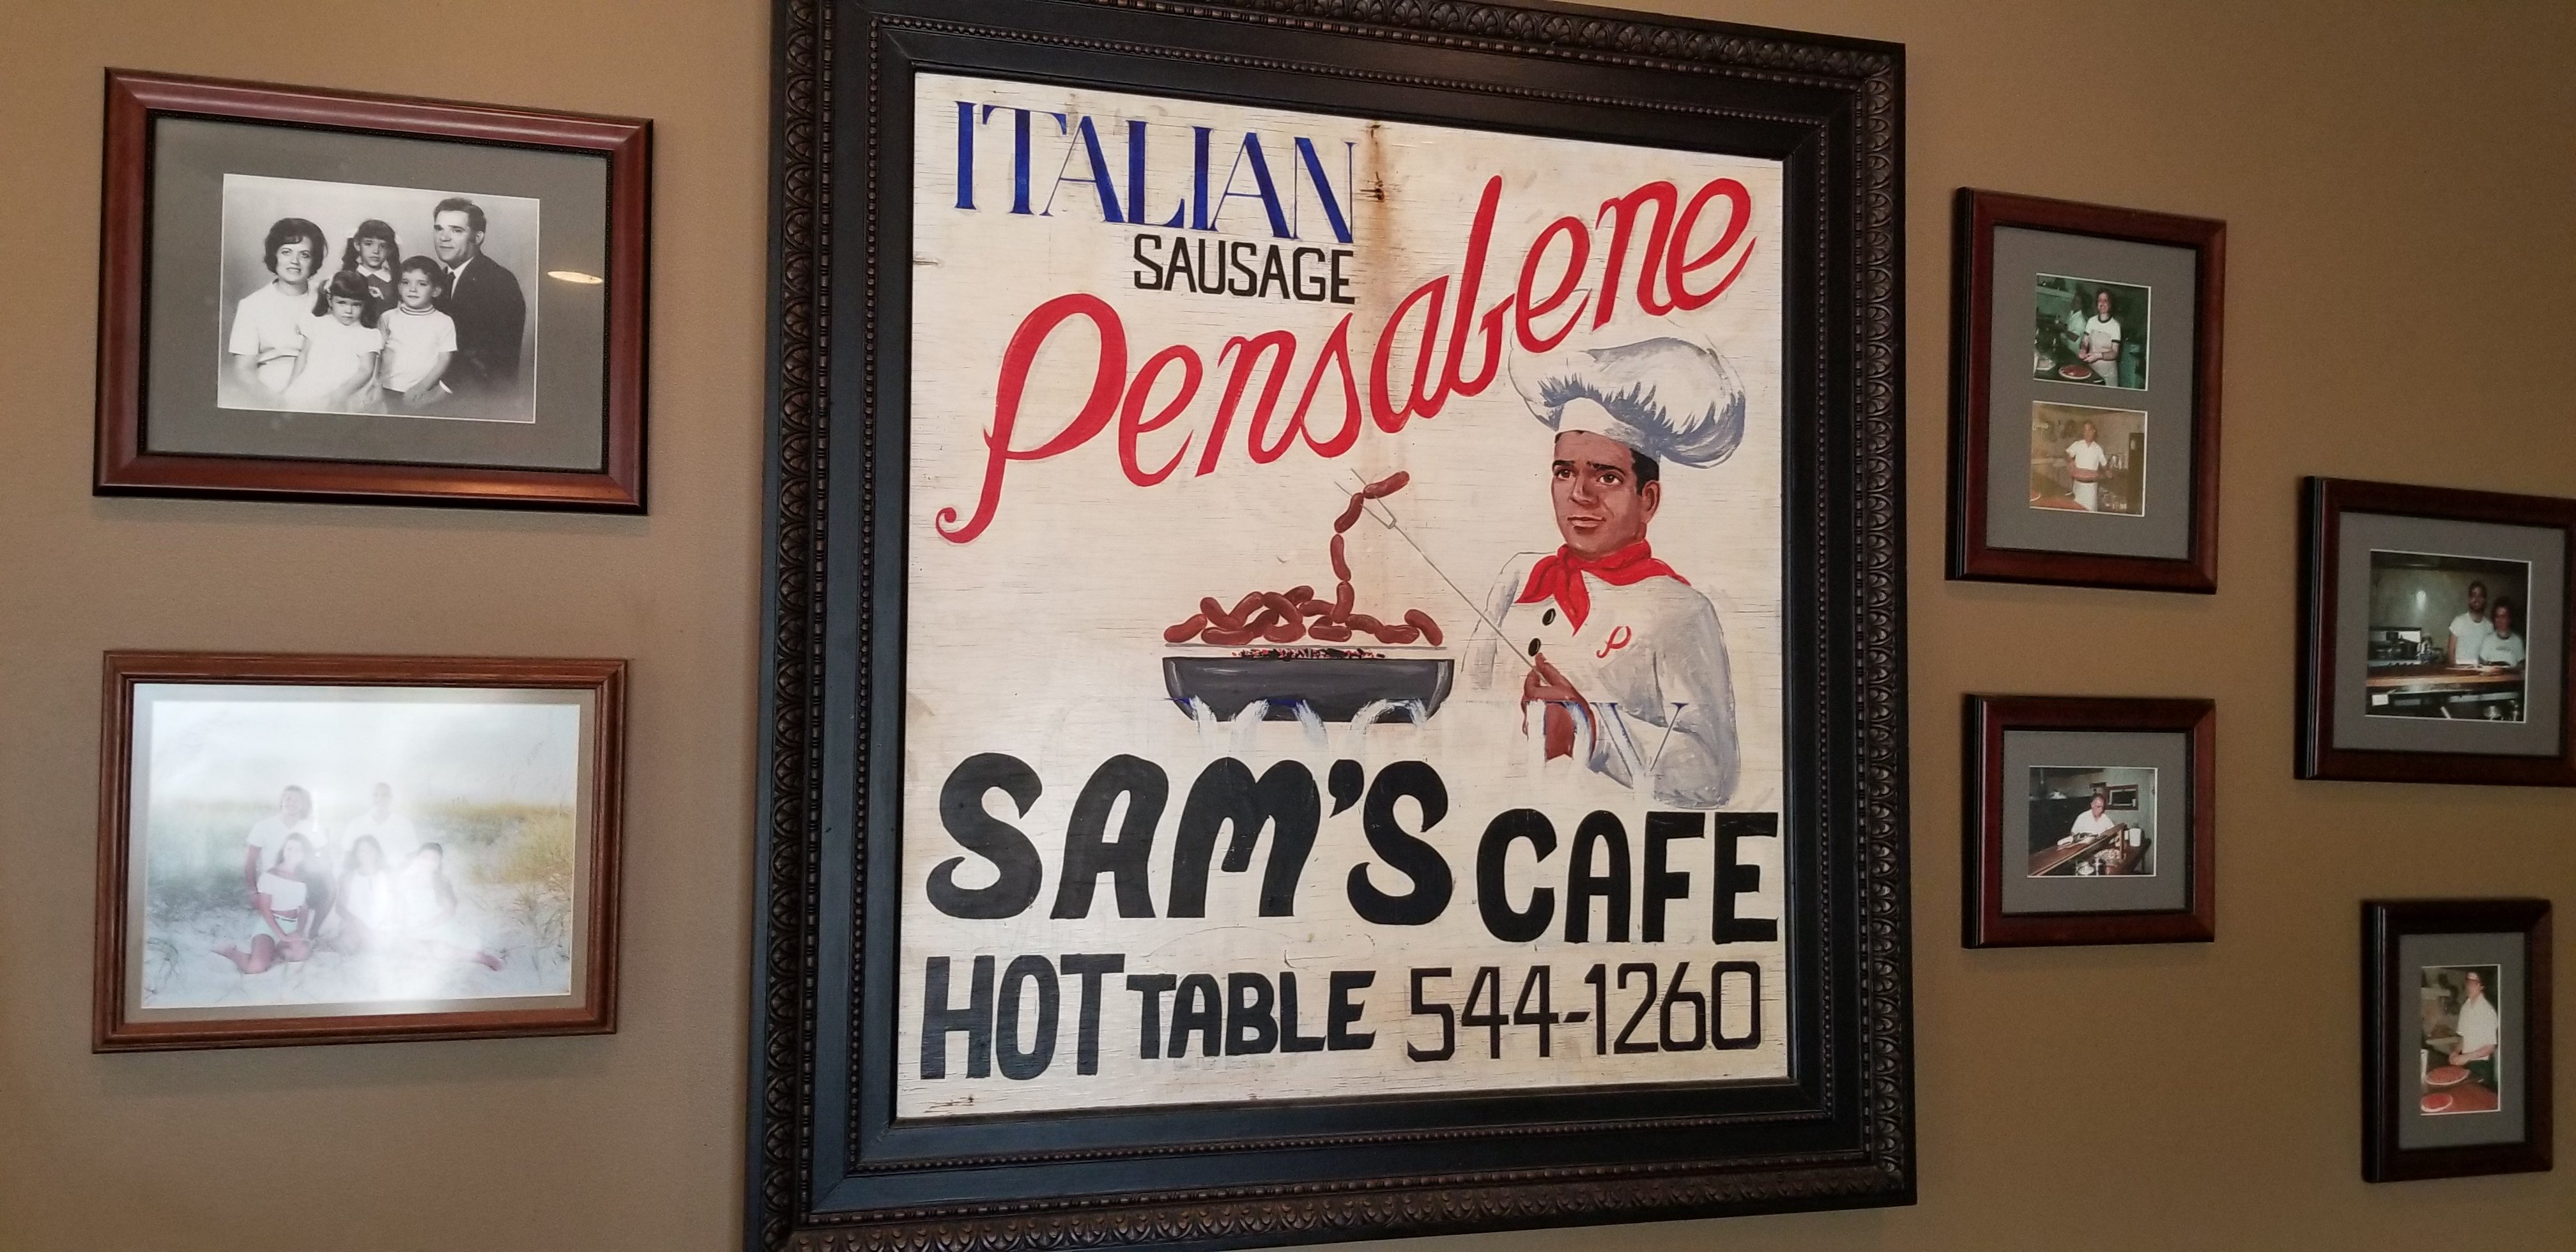 ITALIAN
SAUSAGE
Pensabene
P
SAM'S CAFE
HOT TABLE 544-1260